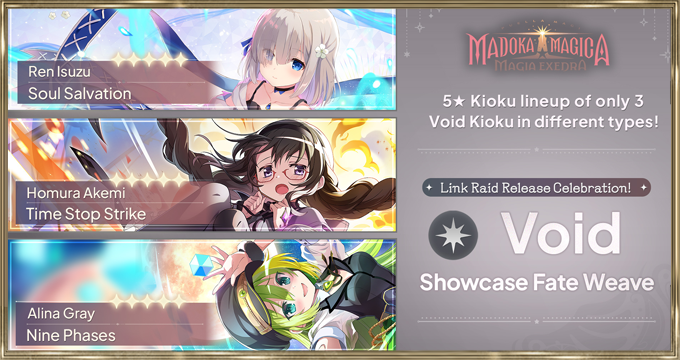 Ren Isuzu
Soul Salvation
Homura Akemi
Time Stop Strike
Alina Gray
Nine Phases
MADOKA MAGICA
MAGIA EXEDRA
5★ Kioku lineup of only 3
Void Kioku in different types!
Link Raid Release Celebration!
Void
Showcase Fate Weave